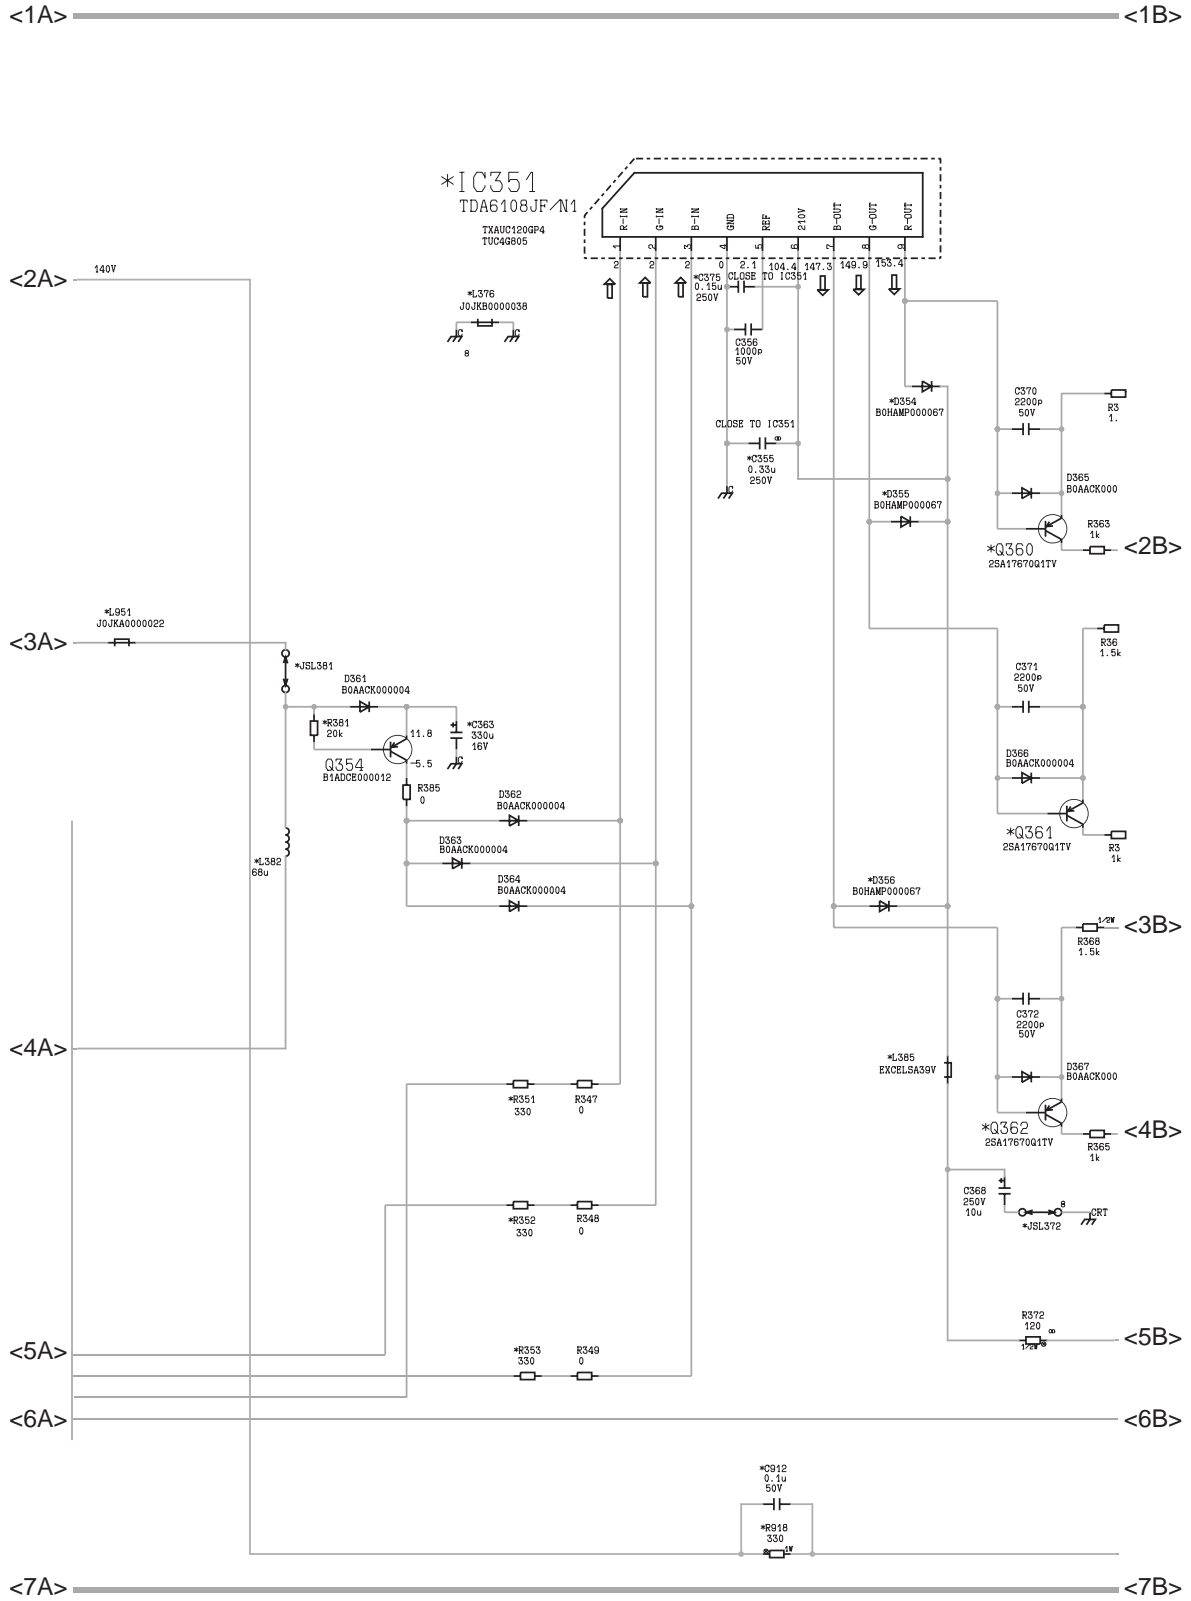 <1A>
<1B>
*IC351
TDA6108JF/N1
TXAUC120GP4
TUC4G805
R-IN
G-IN
B-IN
GND
REF
210V
B-OUT
G-OUT
R-OUT
1
2
3
4
5
6
7
8
9
2
2
2
0
2.1
104.4
147.3
149.9
153.4
<2A>
140V
*C375
0.15u
250V
CLOSE TO IC351
*L376
J0JKB0000038
C
C
8
C356
1000p
50V
*D354
B0HAMP000067
C370
2200p
50V
R3
1.
CLOSE TO IC351
*C355
0.33u
250V
C
*D355
B0HAMP000067
D365
B0AACK000
R363
1k
*Q360
2SA17670Q1TV
<2B>
*L951
J0JKA0000022
<3A>
*JSL381
D361
B0AACK000004
*R381
20k
11.8
*C363
330u
16V
C
Q354
B1ADCE000012
-5.5
R385
0
C371
2200p
50V
R36
1.5k
D366
B0AACK000004
*Q361
2SA17670Q1TV
R3
1k
D362
B0AACK000004
D363
B0AACK000004
D364
B0AACK000004
*L382
68u
*D356
B0HAMP000067
1/2W
R368
1.5k
<3B>
<4A>
C372
2200p
50V
*L385
EXCELSA39V
D367
B0AACK000
*Q362
2SA17670Q1TV
R365
1k
<4B>
*R351
330
R347
0
C368
250V
10u
8
*JSL372
CRT
*R352
330
R348
0
<5A>
*R353
330
R349
0
R372
120
1/2W
<5B>
<6A>
<6B>
*C912
0.1u
50V
*R918
330
1W
<7A>
<7B>